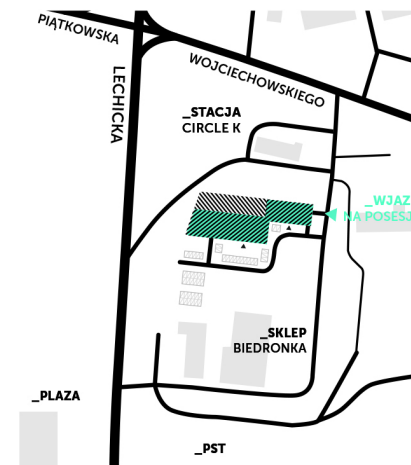 PIĄTKOWSKA
WOJCIECHOWSKIEGO
LECHICKA
_STACJA
CIRCLE K
_WJAZ
NA POSESJ
_SKLEP
BIEDRONKA
_PLAZA
_PST